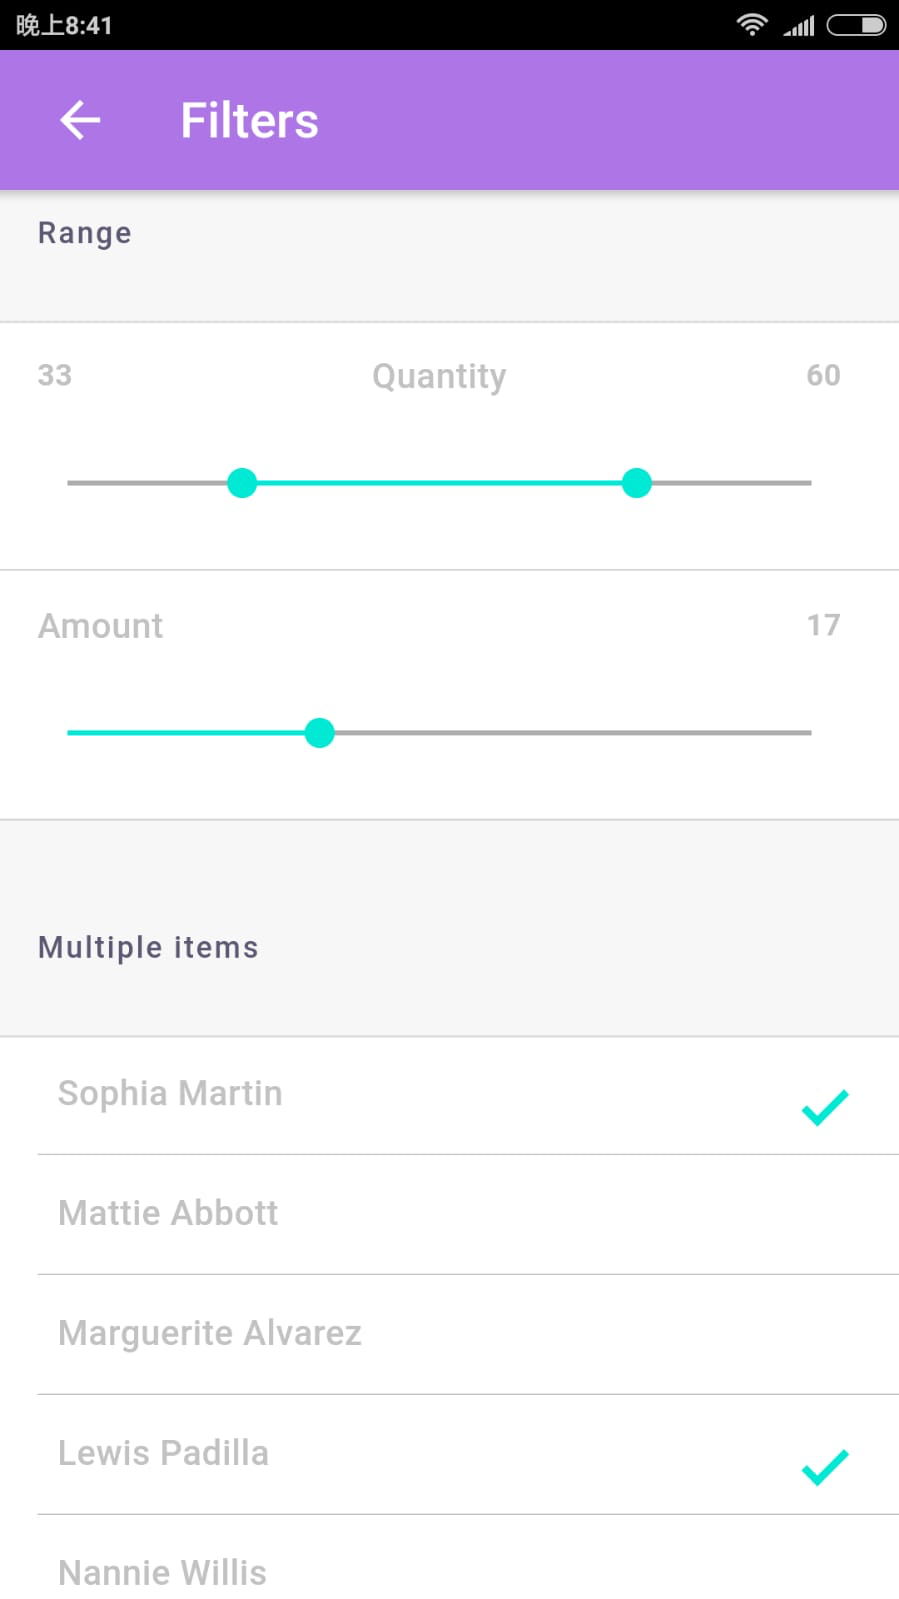 晚上8:41
Filters
Range
33 Quantity 60
Amount 17
Multiple items
Sophia Martin
Mattie Abbott
Marguerite Alvarez
Lewis Padilla
Nannie Willis